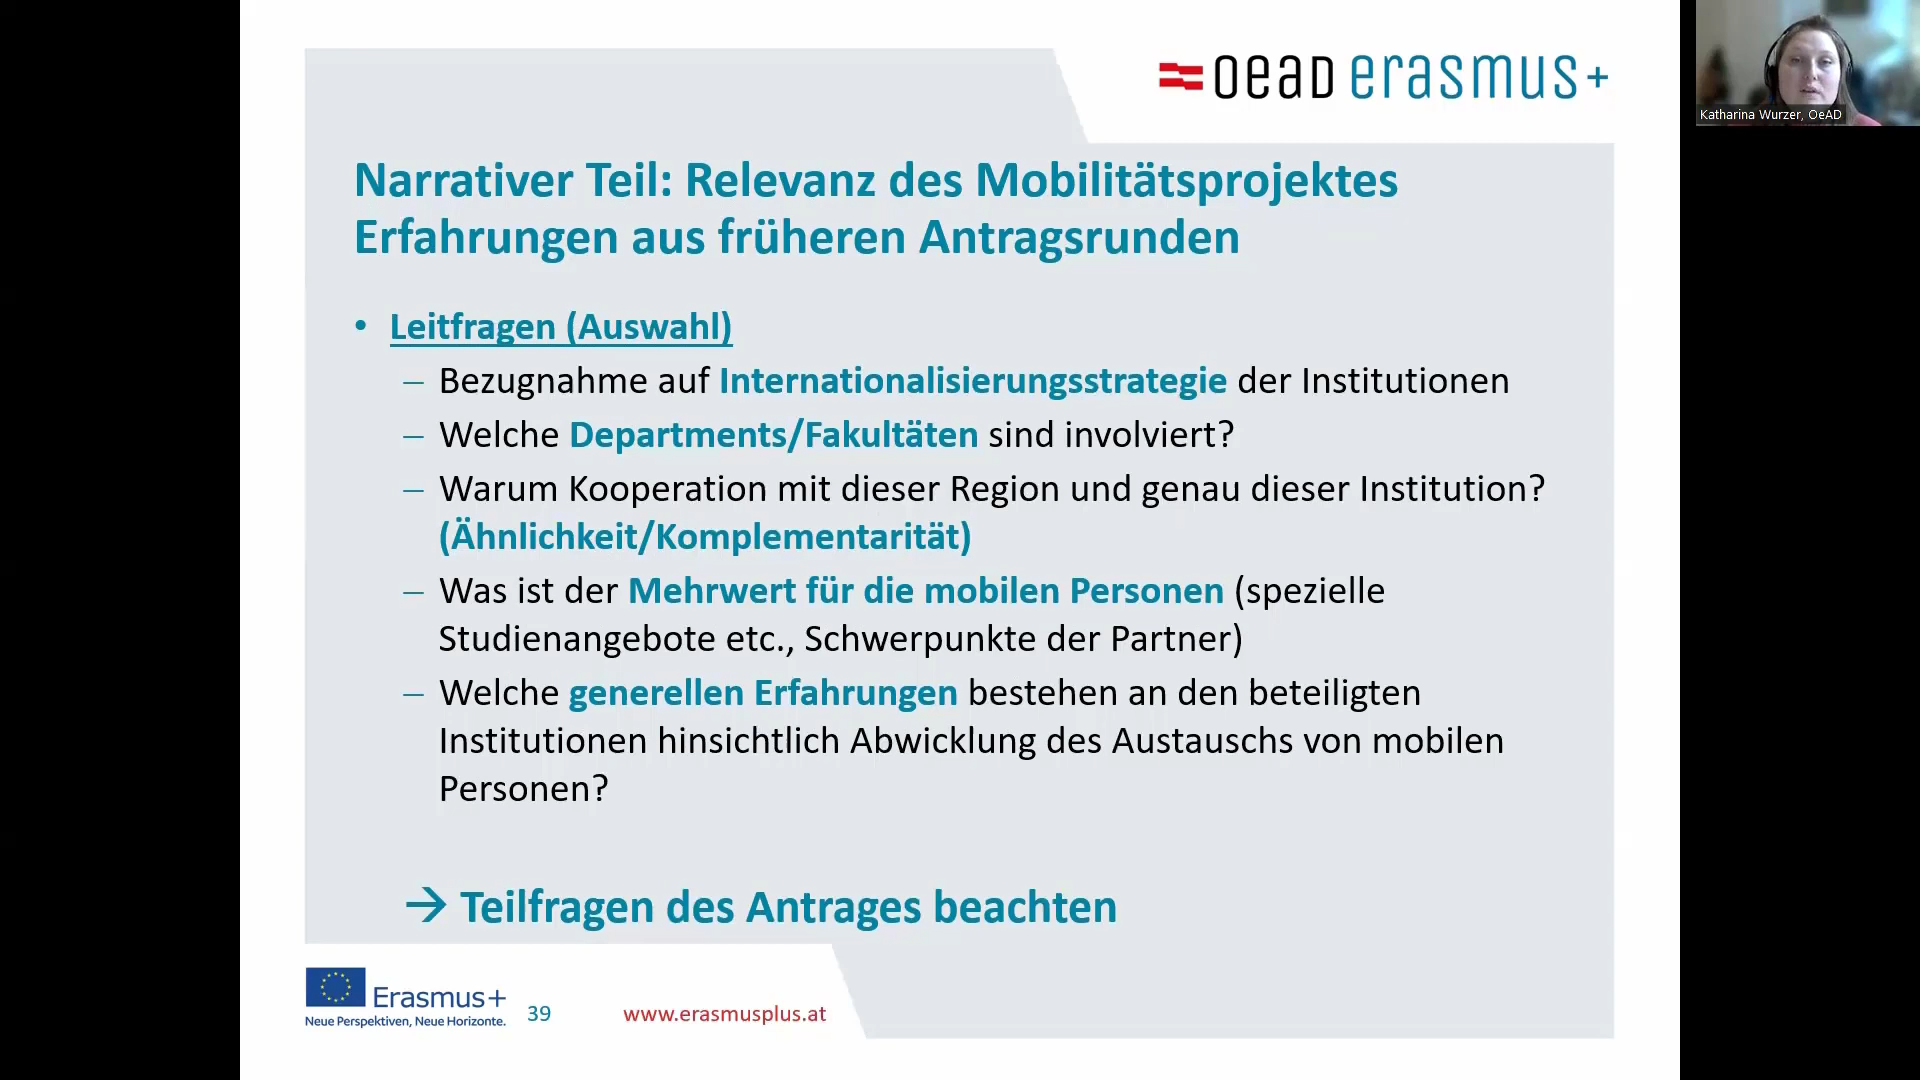 oead erasmus+
Katharina Wurzer, OeAD
Narrativer Teil: Relevanz des Mobilitätsprojektes
Erfahrungen aus früheren Antragsrunden
• Leitfragen (Auswahl)
– Bezugnahme auf Internationalisierungsstrategie der Institutionen
– Welche Departments/Fakultäten sind involviert?
– Warum Kooperation mit dieser Region und genau dieser Institution?
(Ähnlichkeit/Komplementarität)
– Was ist der Mehrwert für die mobilen Personen (spezielle
Studienangebote etc., Schwerpunkte der Partner)
– Welche generellen Erfahrungen bestehen an den beteiligten
Institutionen hinsichtlich Abwicklung des Austauschs von mobilen
Personen?
→ Teilfragen des Antrages beachten
Erasmus+
Neue Perspektiven, Neue Horizonte.
39
www.erasmusplus.at